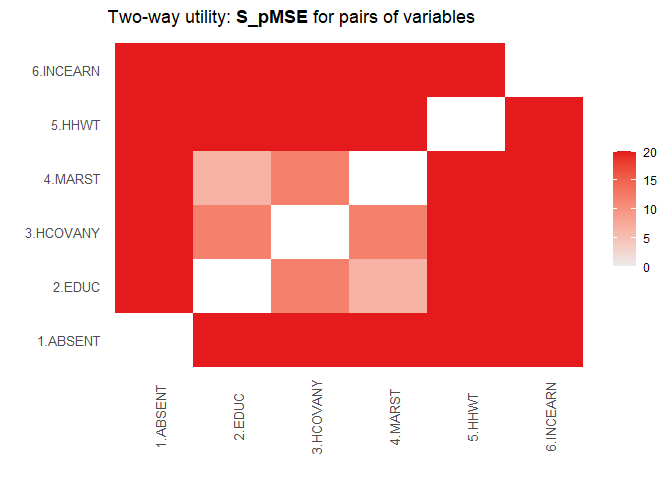 Two-way utility: S_pMSE for pairs of variables
6.INCEARN
5.HHWT
4.MARST
3.HCOVANY
2.EDUC
1.ABSENT
1.ABSENT
2.EDUC
3.HCOVANY
4.MARST
5.HHWT
6.INCEARN
20
15
10
5
0